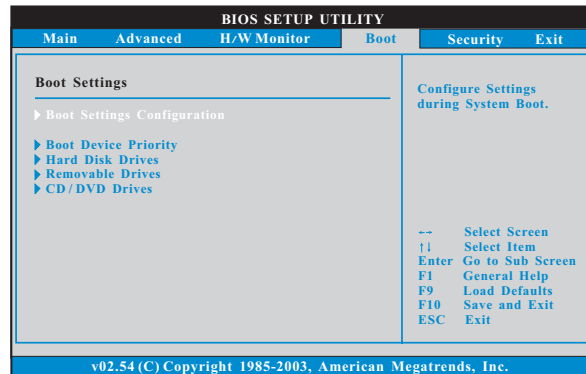 BIOS SETUP UTILITY
Main Advanced H/W Monitor Boot Security Exit
Boot Settings
Boot Settings Configuration
Boot Device Priority
Hard Disk Drives
Removable Drives
CD/DVD Drives
Configure Settings
during System Boot.
←→ Select Screen
↑↓ Select Item
Enter Go to Sub Screen
F1 General Help
F9 Load Defaults
F10 Save and Exit
ESC Exit
v02.54 (C) Copyright 1985-2003, American Megatrends, Inc.